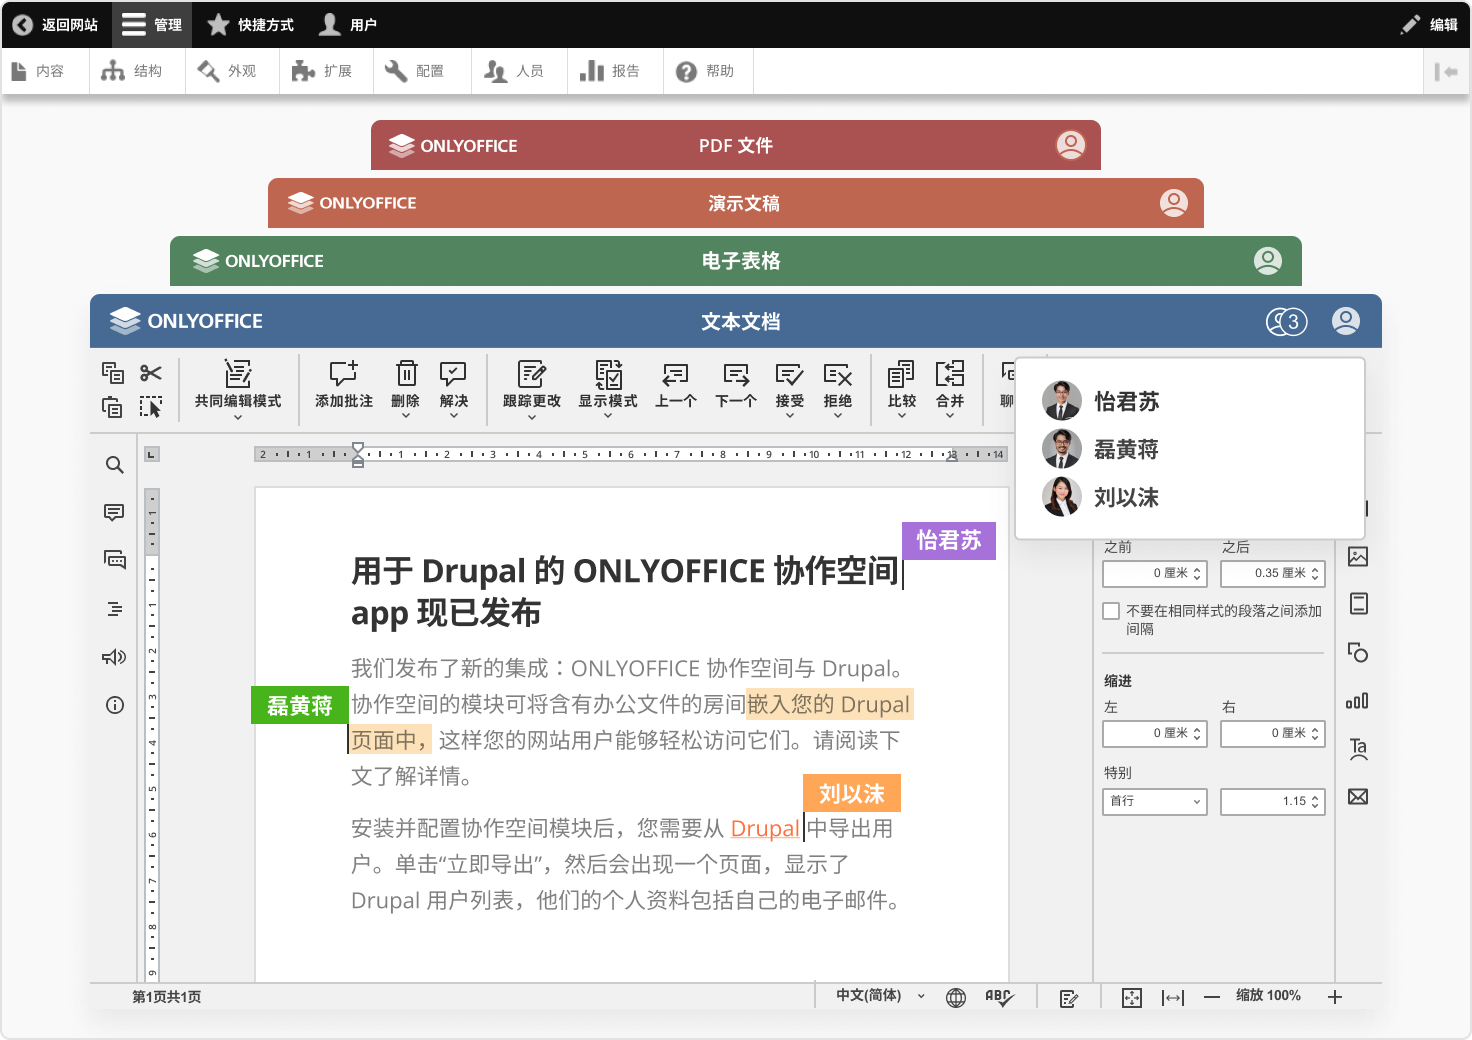 返回网站 管理 快捷方式 用户 编辑
内容 结构 外观 扩展 配置 人员 报告 帮助
ONLYOFFICE PDF 文件
ONLYOFFICE 演示文稿
ONLYOFFICE 电子表格
ONLYOFFICE 文本文档 3
共同编辑模式 添加批注 删除 解决 跟踪更改 显示模式 上一个 下一个 接受 拒绝 比较 合并 聊
怡君苏
磊黄蒋
刘以沫
2 1 1 2 3 4 5 6 7 8 9 10 11 12 13 14
1 1 2 3 4 5 6 7 8 9
怡君苏
用于 Drupal 的 ONLYOFFICE 协作空间
app 现已发布
我们发布了新的集成：ONLYOFFICE 协作空间与 Drupal。
磊黄蒋
协作空间的模块可将含有办公文件的房间嵌入您的 Drupal
页面中，这样您的网站用户能够轻松访问它们。请阅读下
文了解详情。
刘以沫
安装并配置协作空间模块后，您需要从 Drupal 中导出用
户。单击“立即导出”，然后会出现一个页面，显示了
Drupal 用户列表，他们的个人资料包括自己的电子邮件。
之前 之后
0 厘米 0.35 厘米
不要在相同样式的段落之间添加
间隔
缩进
左 右
0 厘米 0 厘米
特别
首行 1.15
Ta
第1页共1页 中文(简体) ABC 缩放 100%